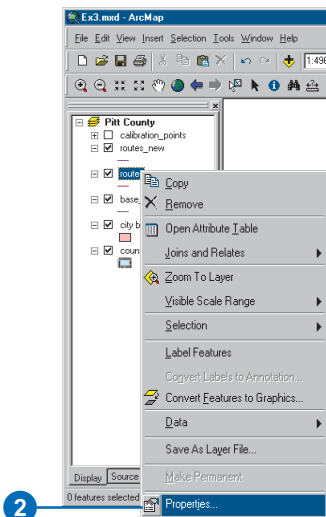 Ex3.mxd - ArcMap
File Edit View Insert Selection Tools Window Help
1:496
Pitt County
calibration_points
routes_new
route
base_
city b
coun
Copy
Remove
Open Attribute Table
Joins and Relates
Zoom To Layer
Visible Scale Range
Selection
Label Features
Convert Labels to Annotation...
Convert Features to Graphics...
Data
Save As Layer File...
Make Permanent
Properties...
Display Source
0 features selected
2